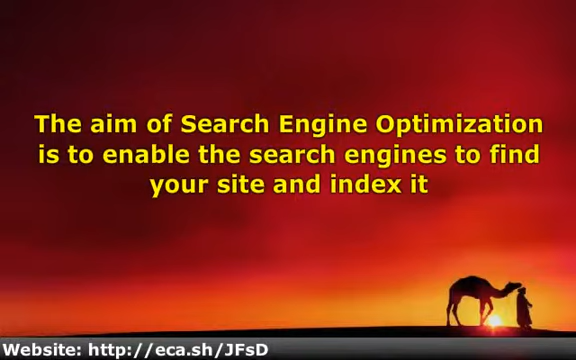 The aim of Search Engine Optimization
is to enable the search engines to find
your site and index it
Website: http://eca.sh/JFsD